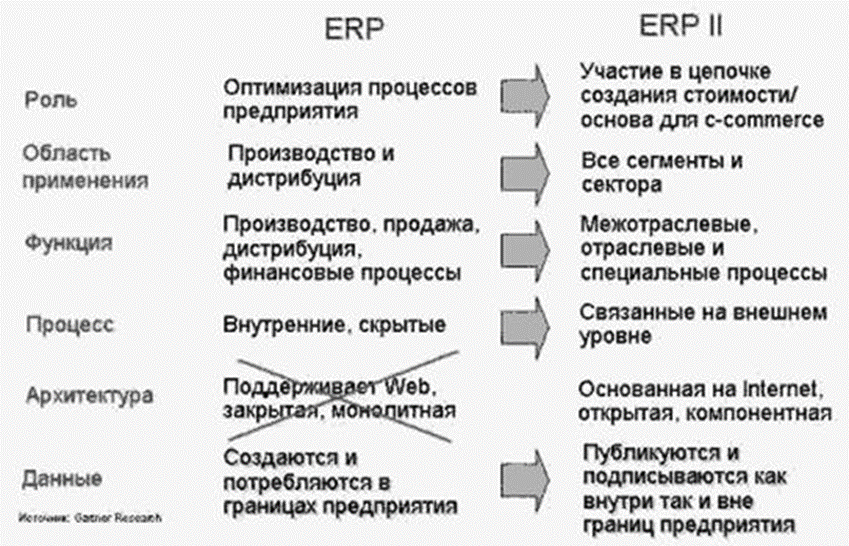 ERP
ERP II
Роль
Оптимизация процессов
предприятия
Участие в цепочке
создания стоимости/
основа для c-commerce
Область
применения
Производство и
дистрибуция
Все сегменты и
сектора
Функция
Производство, продажа,
дистрибуция,
финансовые процессы
Межотраслевые,
отраслевые и
специальные процессы
Процесс
Внутренние, скрытые
Связанные на внешнем
уровне
Архитектура
Поддерживает Web,
закрытая, монолитная
Основанная на Internet,
открытая, компонентная
Данные
Создаются и
потребляются в
границах предприятия
Публикуются и
подписываются как
внутри так и вне
границ предприятия
Источник: Gartner Research